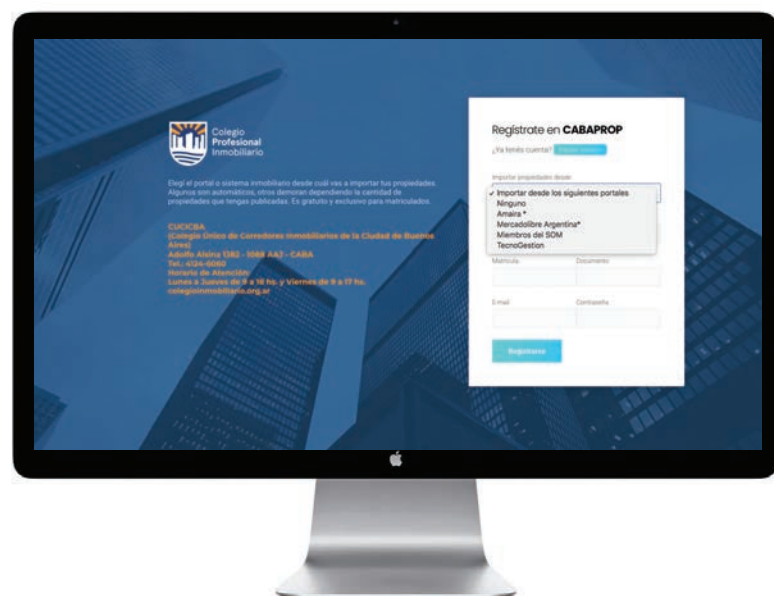 Colegio
Profesional
Inmobiliario
Elegí el portal o sistema inmobiliario desde cuál vas a importar tus propiedades.
Algunus son automáticos, otros demoran dependiendo la cantidad de
propiedades que tengas publicadas. Es gratuito y exclusivo para matriculados.
CUCICBA
(Colegio Único de Corredores Inmobiliarios de la Ciudad de Buenos
Aires)
Adolfo Alsina 1382 - 1088 AAJ - CABA
Tel.: 4124-6060
Horario de Atención:
Lunes a Jueves de 9 a 18 hs. y Viernes de 9 a 17 hs.
colegioinmobiliario.org.ar
Regístrate en CABAPROP
¿Ya tenés cuenta?
Importar propiedades desde
✓ Importar desde los siguientes portales
Ninguno
Amaira *
Mercadolibre Argentina*
Miembros del SOM
TecnoGestion
Matrícula Documento
E-mail Contraseña
Registrarse